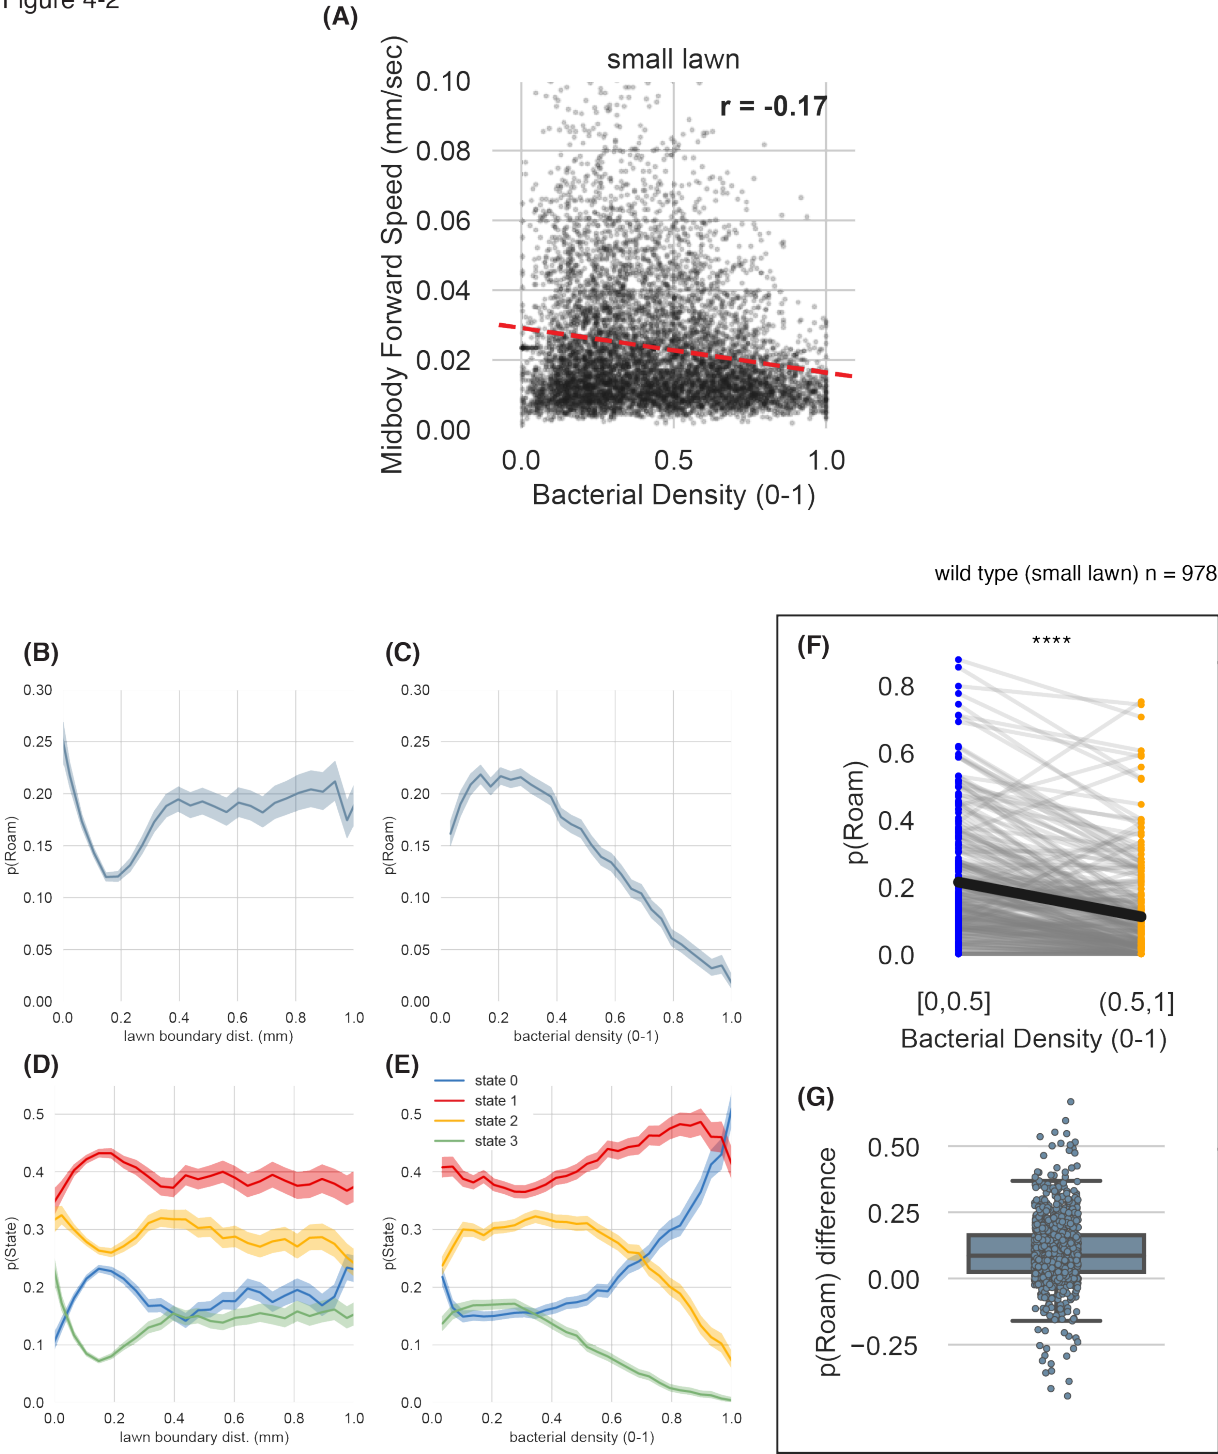 Figure 4-2
(A)
small lawn
r = -0.17
Midbody Forward Speed (mm/sec)
0.10
0.08
0.06
0.04
0.02
0.00
0.0 0.5 1.0
Bacterial Density (0-1)
wild type (small lawn) n = 978
(B)
p(Roam)
0.30
0.25
0.20
0.15
0.10
0.05
0.00
0.0 0.2 0.4 0.6 0.8 1.0
lawn boundary dist. (mm)
(C)
p(Roam)
0.30
0.25
0.20
0.15
0.10
0.05
0.00
0.0 0.2 0.4 0.6 0.8 1.0
bacterial density (0-1)
(D)
p(State)
0.5
0.4
0.3
0.2
0.1
0.0
0.0 0.2 0.4 0.6 0.8 1.0
lawn boundary dist. (mm)
(E)
state 0
state 1
state 2
state 3
p(State)
0.5
0.4
0.3
0.2
0.1
0.0
0.0 0.2 0.4 0.6 0.8 1.0
bacterial density (0-1)
(F)
****
p(Roam)
0.8
0.6
0.4
0.2
0.0
[0,0.5] (0.5,1]
Bacterial Density (0-1)
(G)
p(Roam) difference
0.50
0.25
0.00
−0.25